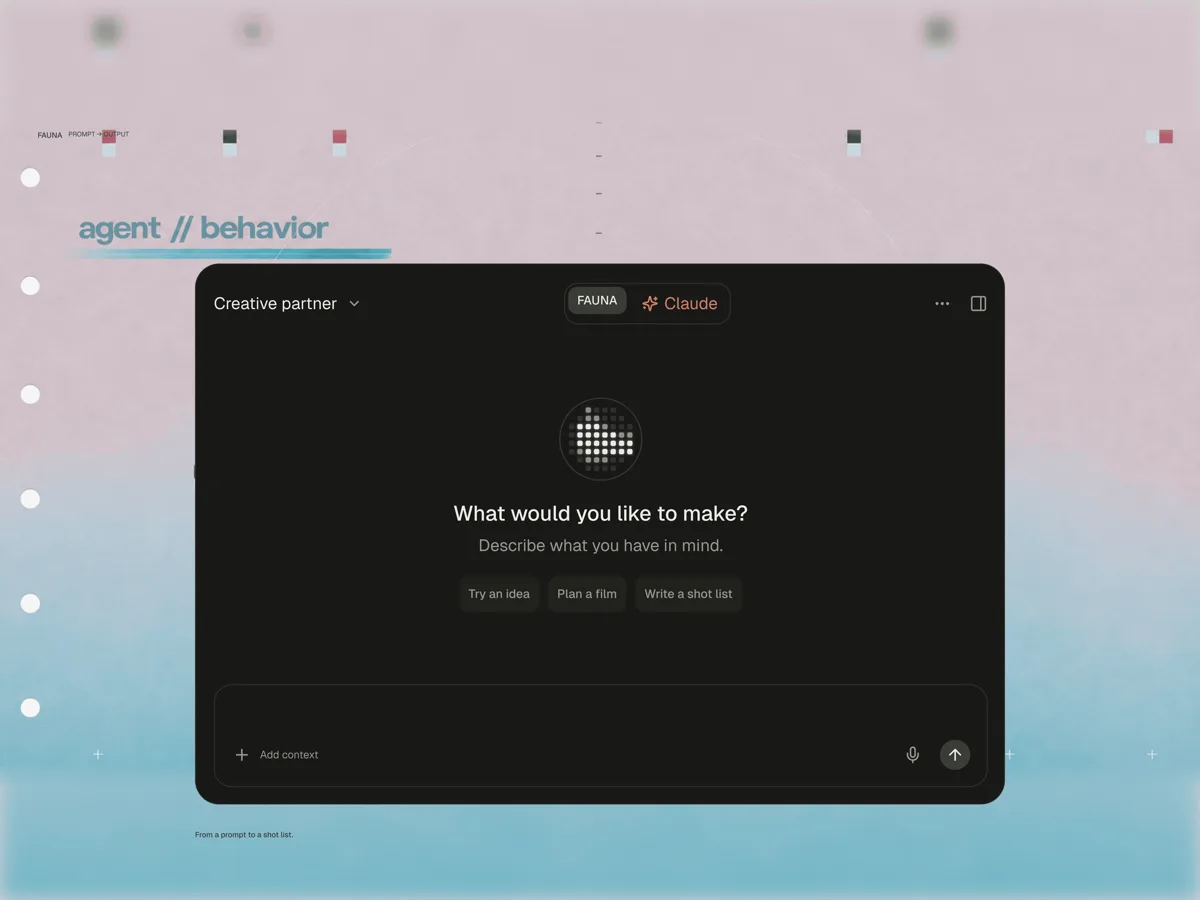 FAUNA PROMPT → OUTPUT
agent // behavior
Creative partner
FAUNA
Claude
What would you like to make?
Describe what you have in mind.
Try an idea
Plan a film
Write a shot list
Add context
From a prompt to a shot list.